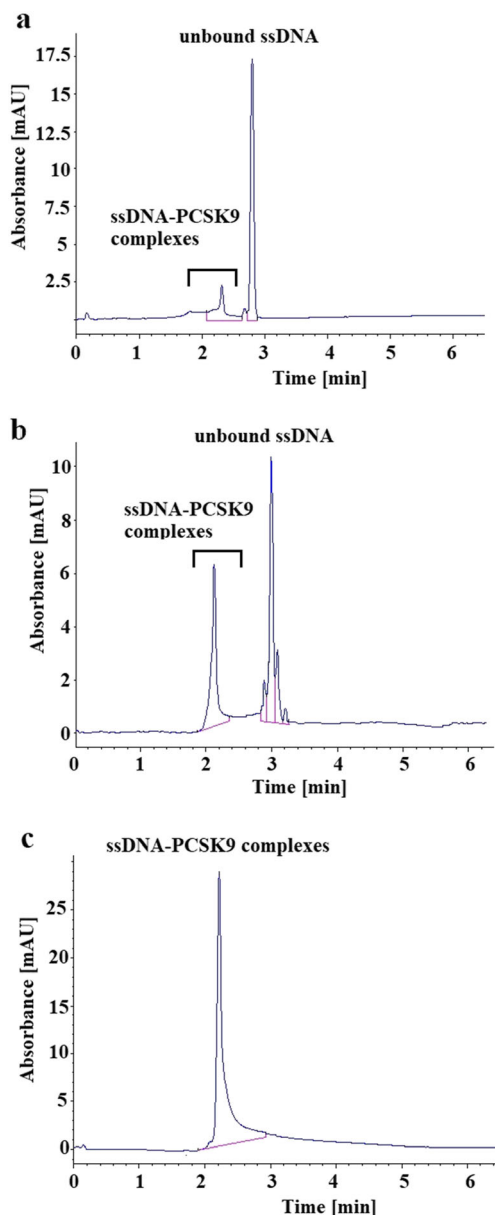 a
unbound ssDNA
17.5
15
12.5
10
7.5
5
2.5
0
Absorbance [mAU]
ssDNA-PCSK9
complexes
0 1 2 3 4 5 6
Time [min]
b
unbound ssDNA
10
8
6
4
2
0
Absorbance [mAU]
ssDNA-PCSK9
complexes
0 1 2 3 4 5 6
Time [min]
c
ssDNA-PCSK9 complexes
25
20
15
10
5
0
Absorbance [mAU]
0 1 2 3 4 5 6
Time [min]